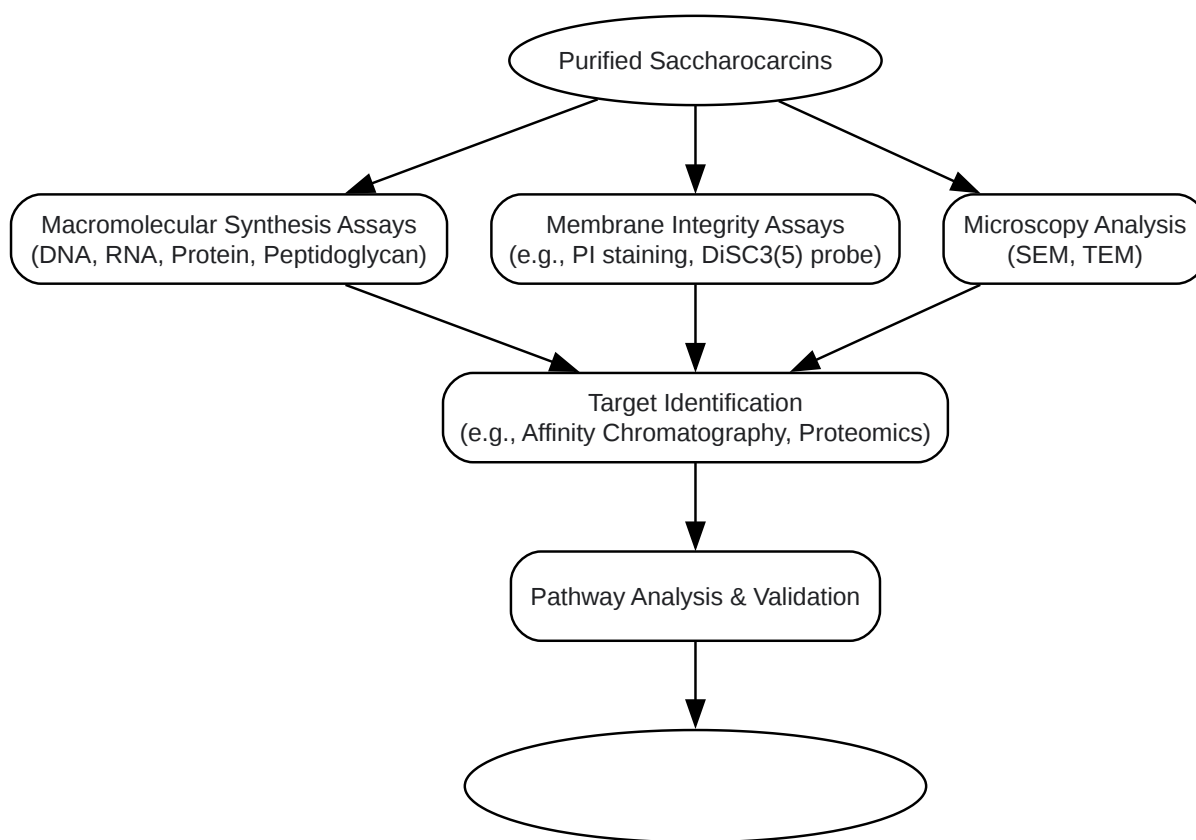 Purified Saccharocarcins
Macromolecular Synthesis Assays
(DNA, RNA, Protein, Peptidoglycan)
Membrane Integrity Assays
(e.g., PI staining, DiSC3(5) probe)
Microscopy Analysis
(SEM, TEM)
Target Identification
(e.g., Affinity Chromatography, Proteomics)
Pathway Analysis & Validation